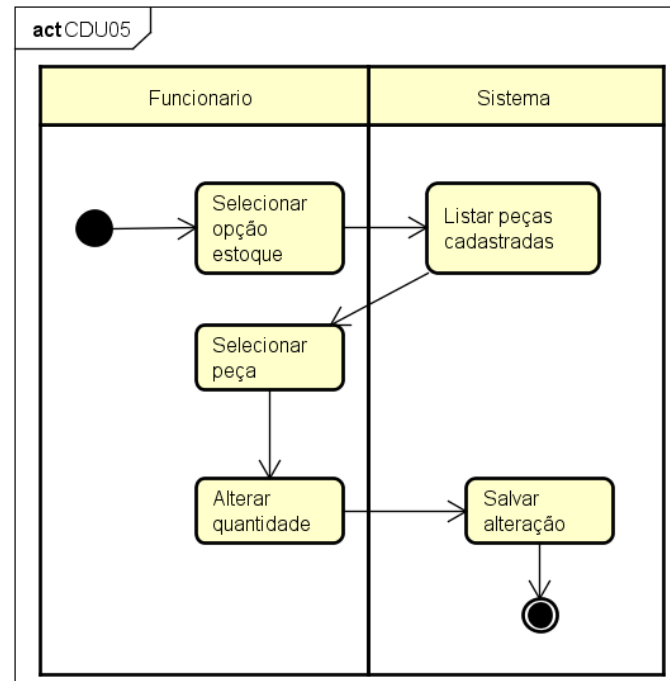 act CDU05
Funcionario
Sistema
Selecionar
opção
estoque
Listar peças
cadastradas
Selecionar
peça
Alterar
quantidade
Salvar
alteração